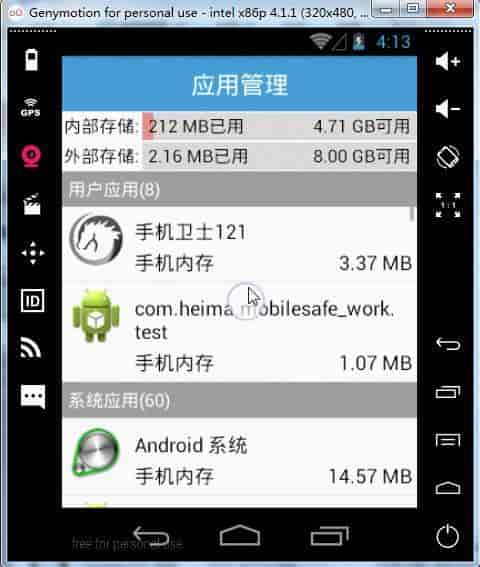 Genymotion for personal use - intel x86p 4.1.1 (320x480, ...
4:13
GPS
应用管理
内部存储: 212 MB已用 4.71 GB可用
外部存储: 2.16 MB已用 8.00 GB可用
1:1
用户应用(8)
手机卫士121
手机内存 3.37 MB
com.heima.mobilesafe_work.
test
ID
手机内存 1.07 MB
系统应用(60)
Android 系统
手机内存 14.57 MB
free for personal use